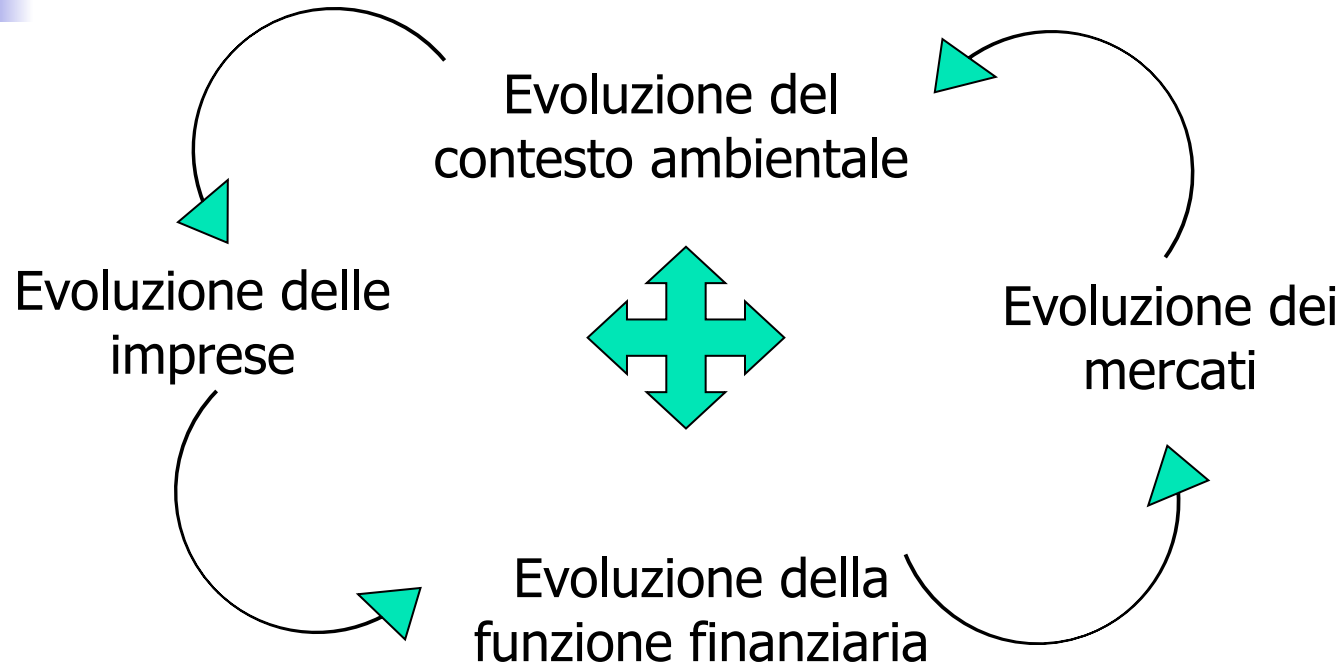 Evoluzione del
contesto ambientale
Evoluzione delle
imprese
Evoluzione dei
mercati
Evoluzione della
funzione finanziaria